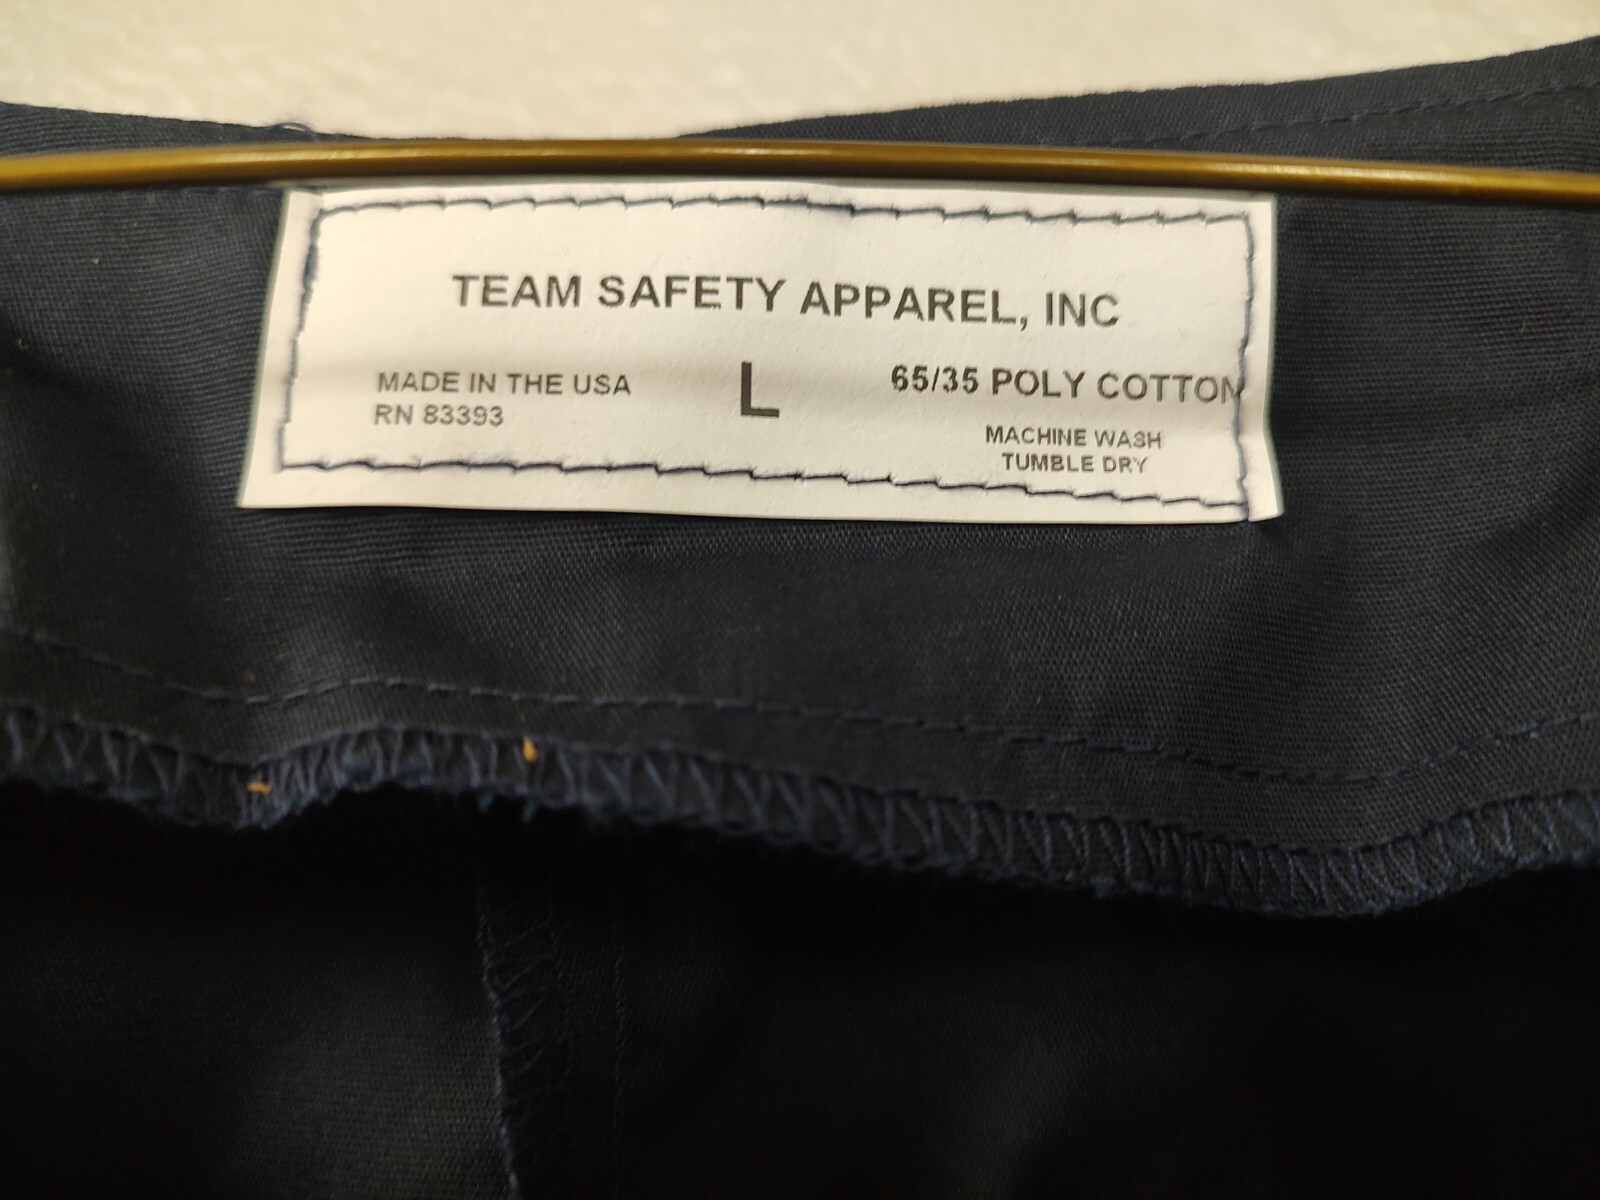 TEAM SAFETY APPAREL, INC
MADE IN THE USA
RN 83393
L
65/35 POLY COTTON
MACHINE WASH
TUMBLE DRY